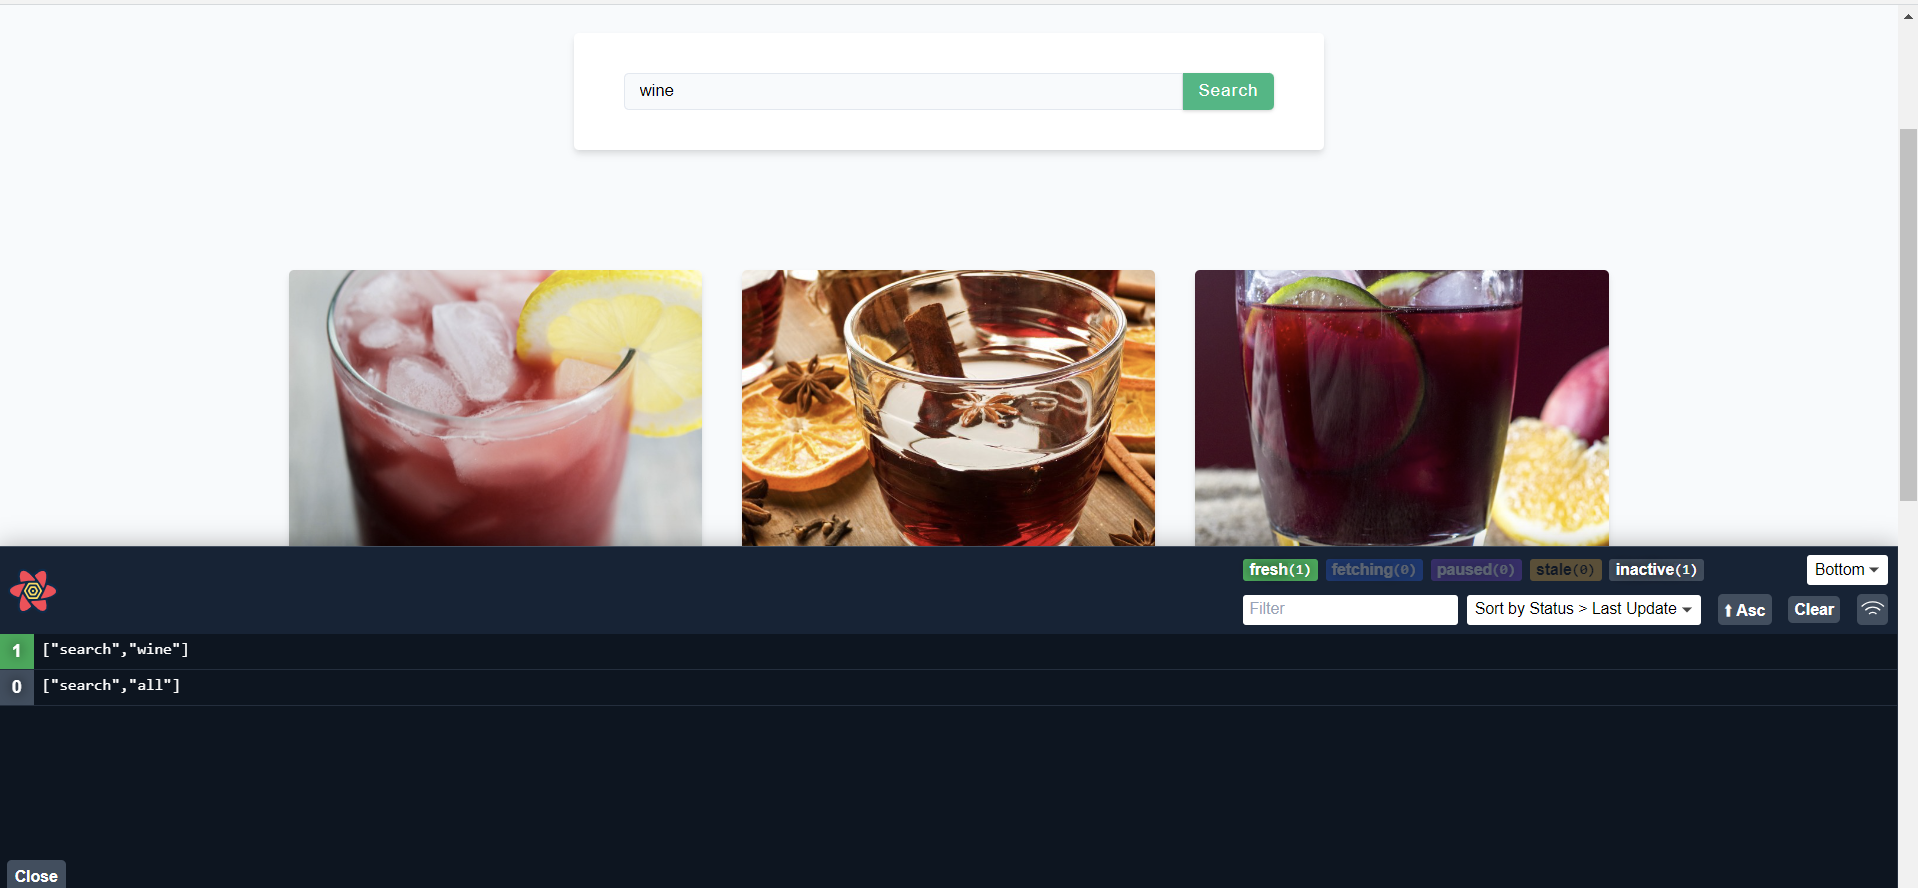 wine
Search
fresh(1) fetching(0) paused(0) stale(0) inactive(1) Bottom
Filter Sort by Status > Last Update ⬆ Asc Clear
1 ["search","wine"]
0 ["search","all"]
Close